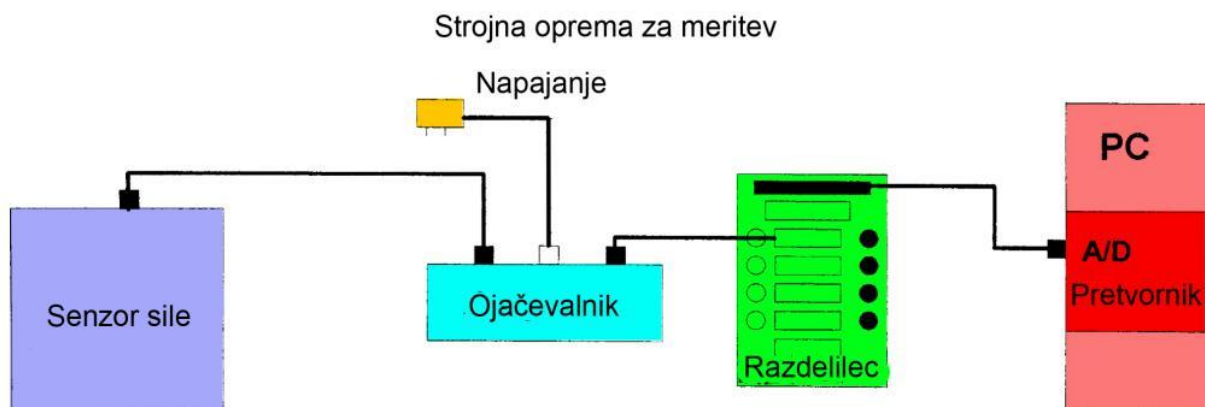 Strojna oprema za meritev
Napajanje
PC
A/D
Pretvornik
Senzor sile
Ojačevalnik
Razdelilec